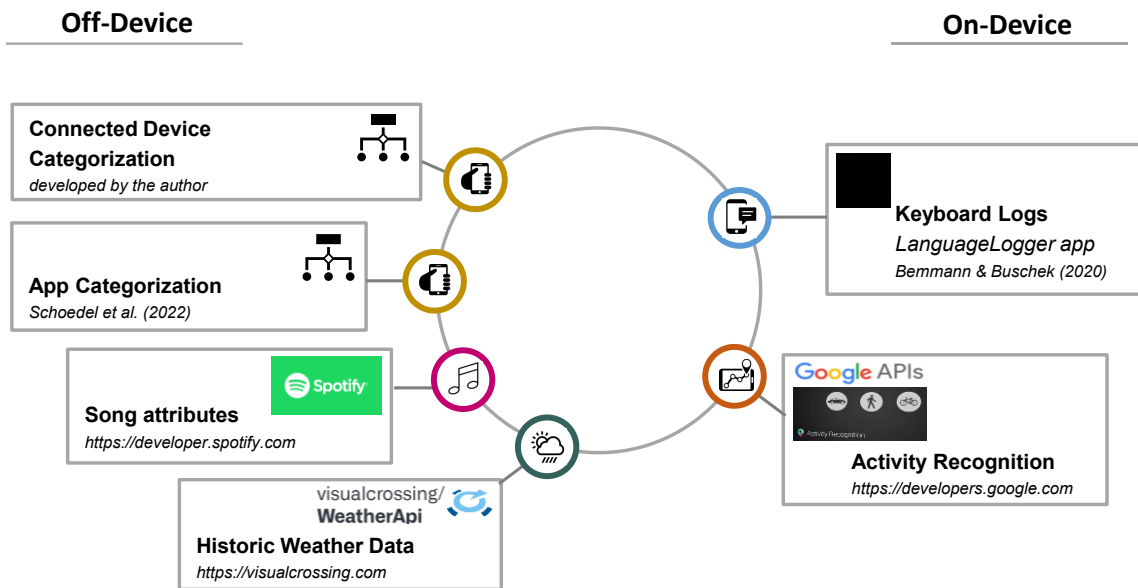 Off-Device
On-Device
Connected Device
Categorization
developed by the author
App Categorization
Schoedel et al. (2022)
Spotify
Song attributes
https://developer.spotify.com
visualcrossing/
WeatherApi
Historic Weather Data
https://visualcrossing.com
Keyboard Logs
LanguageLogger app
Bemmann & Buschek (2020)
Google APIs
Activity Recognition
Activity Recognition
https://developers.google.com